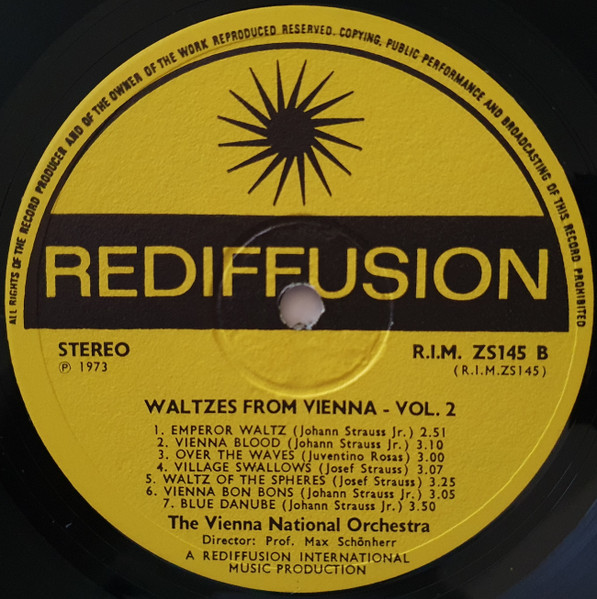 ALL RIGHTS OF THE RECORD PRODUCER AND OF THE OWNER OF THE WORK REPRODUCED RESERVED. COPYING, PUBLIC PERFORMANCE AND BROADCASTING OF THIS RECORD PROHIBITED
REDIFFUSION
STEREO R.I.M. ZS145 B
℗ 1973 (R.I.M.ZS145)
WALTZES FROM VIENNA - VOL. 2
1. EMPEROR WALTZ (Johann Strauss Jr.) 2.51
2. VIENNA BLOOD (Johann Strauss Jr.) 3.10
3. OVER THE WAVES (Juventino Rosas) 3.00
4. VILLAGE SWALLOWS (Josef Strauss) 3.07
5. WALTZ OF THE SPHERES (Josef Strauss) 3.25
6. VIENNA BON BONS (Johann Strauss Jr.) 3.05
7. BLUE DANUBE (Johann Strauss Jr.) 3.50
The Vienna National Orchestra
Director: Prof. Max Schönherr
A REDIFFUSION INTERNATIONAL
MUSIC PRODUCTION